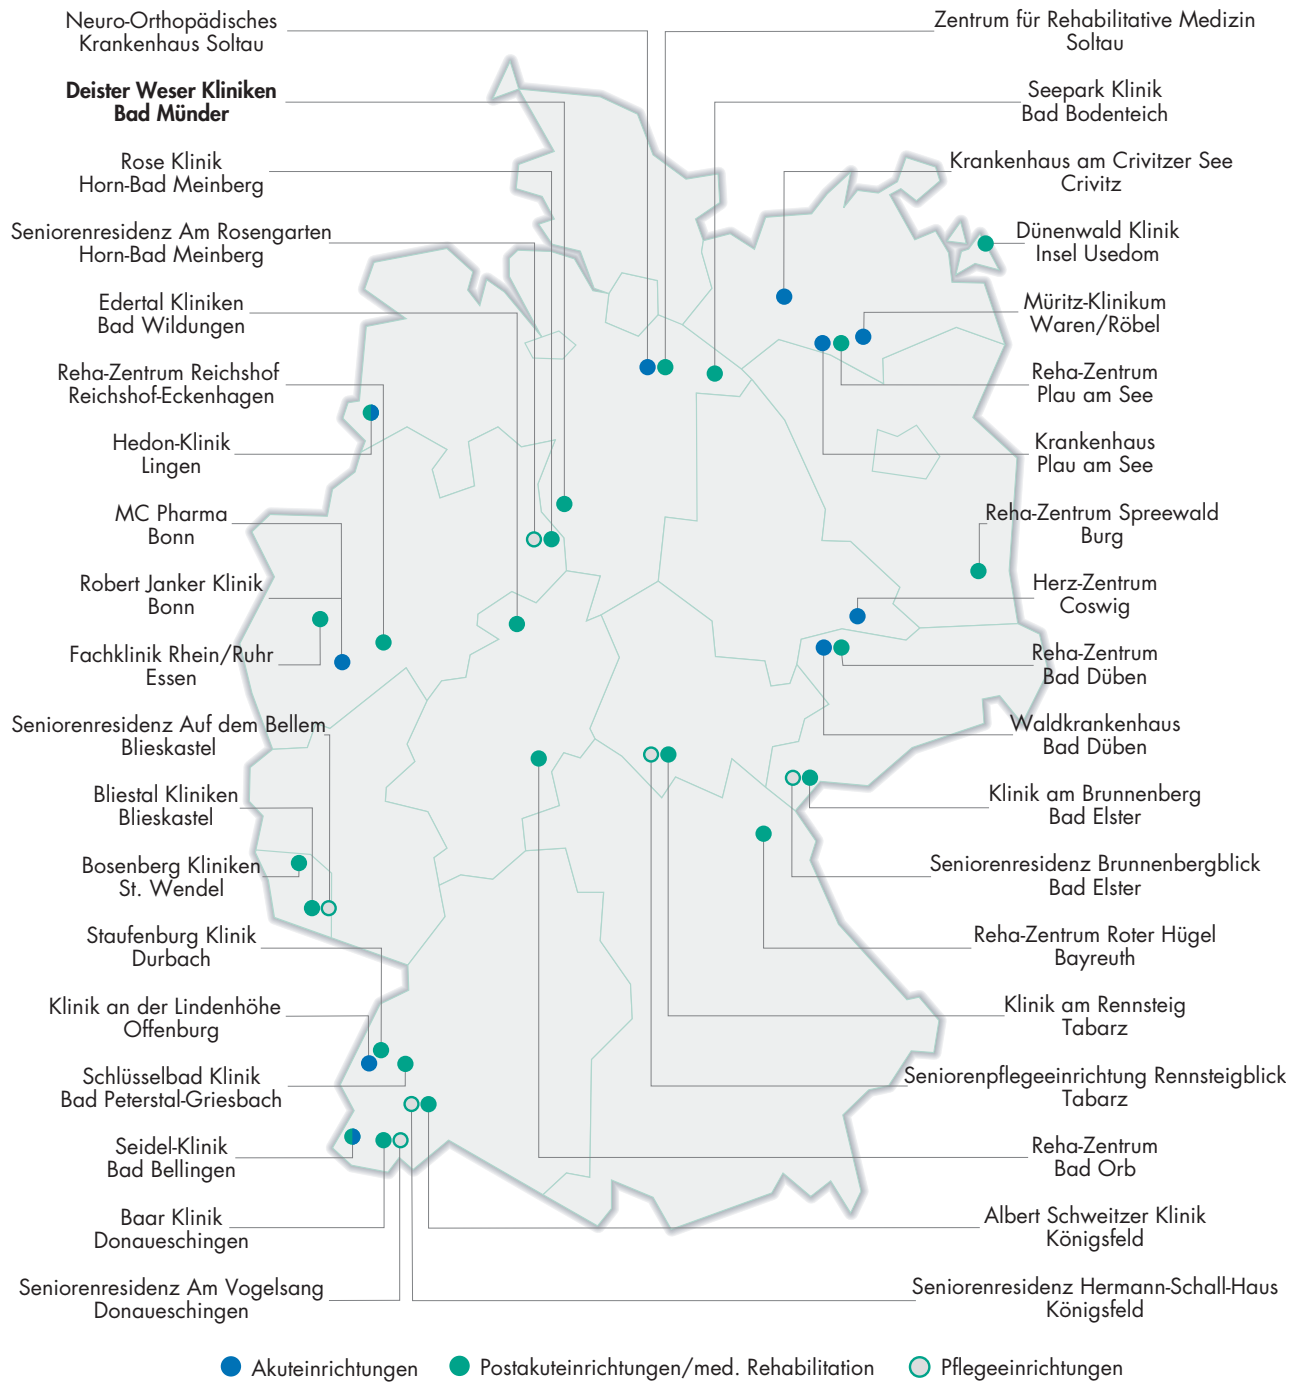 Neuro-Orthopädisches
Krankenhaus Soltau
Deister Weser Kliniken
Bad Münder
Rose Klinik
Horn-Bad Meinberg
Seniorenresidenz Am Rosengarten
Horn-Bad Meinberg
Edertal Kliniken
Bad Wildungen
Reha-Zentrum Reichshof
Reichshof-Eckenhagen
Hedon-Klinik
Lingen
MC Pharma
Bonn
Robert Janker Klinik
Bonn
Fachklinik Rhein/Ruhr
Essen
Seniorenresidenz Auf dem Bellem
Blieskastel
Bliestal Kliniken
Blieskastel
Bosenberg Kliniken
St. Wendel
Staufenburg Klinik
Durbach
Klinik an der Lindenhöhe
Offenburg
Schlüsselbad Klinik
Bad Peterstal-Griesbach
Seidel-Klinik
Bad Bellingen
Baar Klinik
Donaueschingen
Seniorenresidenz Am Vogelsang
Donaueschingen
Zentrum für Rehabilitative Medizin
Soltau
Seepark Klinik
Bad Bodenteich
Krankenhaus am Crivitzer See
Crivitz
Dünenwald Klinik
Insel Usedom
Müritz-Klinikum
Waren/Röbel
Reha-Zentrum
Plau am See
Krankenhaus
Plau am See
Reha-Zentrum Spreewald
Burg
Herz-Zentrum
Coswig
Reha-Zentrum
Bad Düben
Waldkrankenhaus
Bad Düben
Klinik am Brunnenberg
Bad Elster
Seniorenresidenz Brunnenbergblick
Bad Elster
Reha-Zentrum Roter Hügel
Bayreuth
Klinik am Rennsteig
Tabarz
Seniorenpflegeeinrichtung Rennsteigblick
Tabarz
Reha-Zentrum
Bad Orb
Albert Schweitzer Klinik
Königsfeld
Seniorenresidenz Hermann-Schall-Haus
Königsfeld
Akuteinrichtungen
Postakuteinrichtungen/med. Rehabilitation
Pflegeeinrichtungen